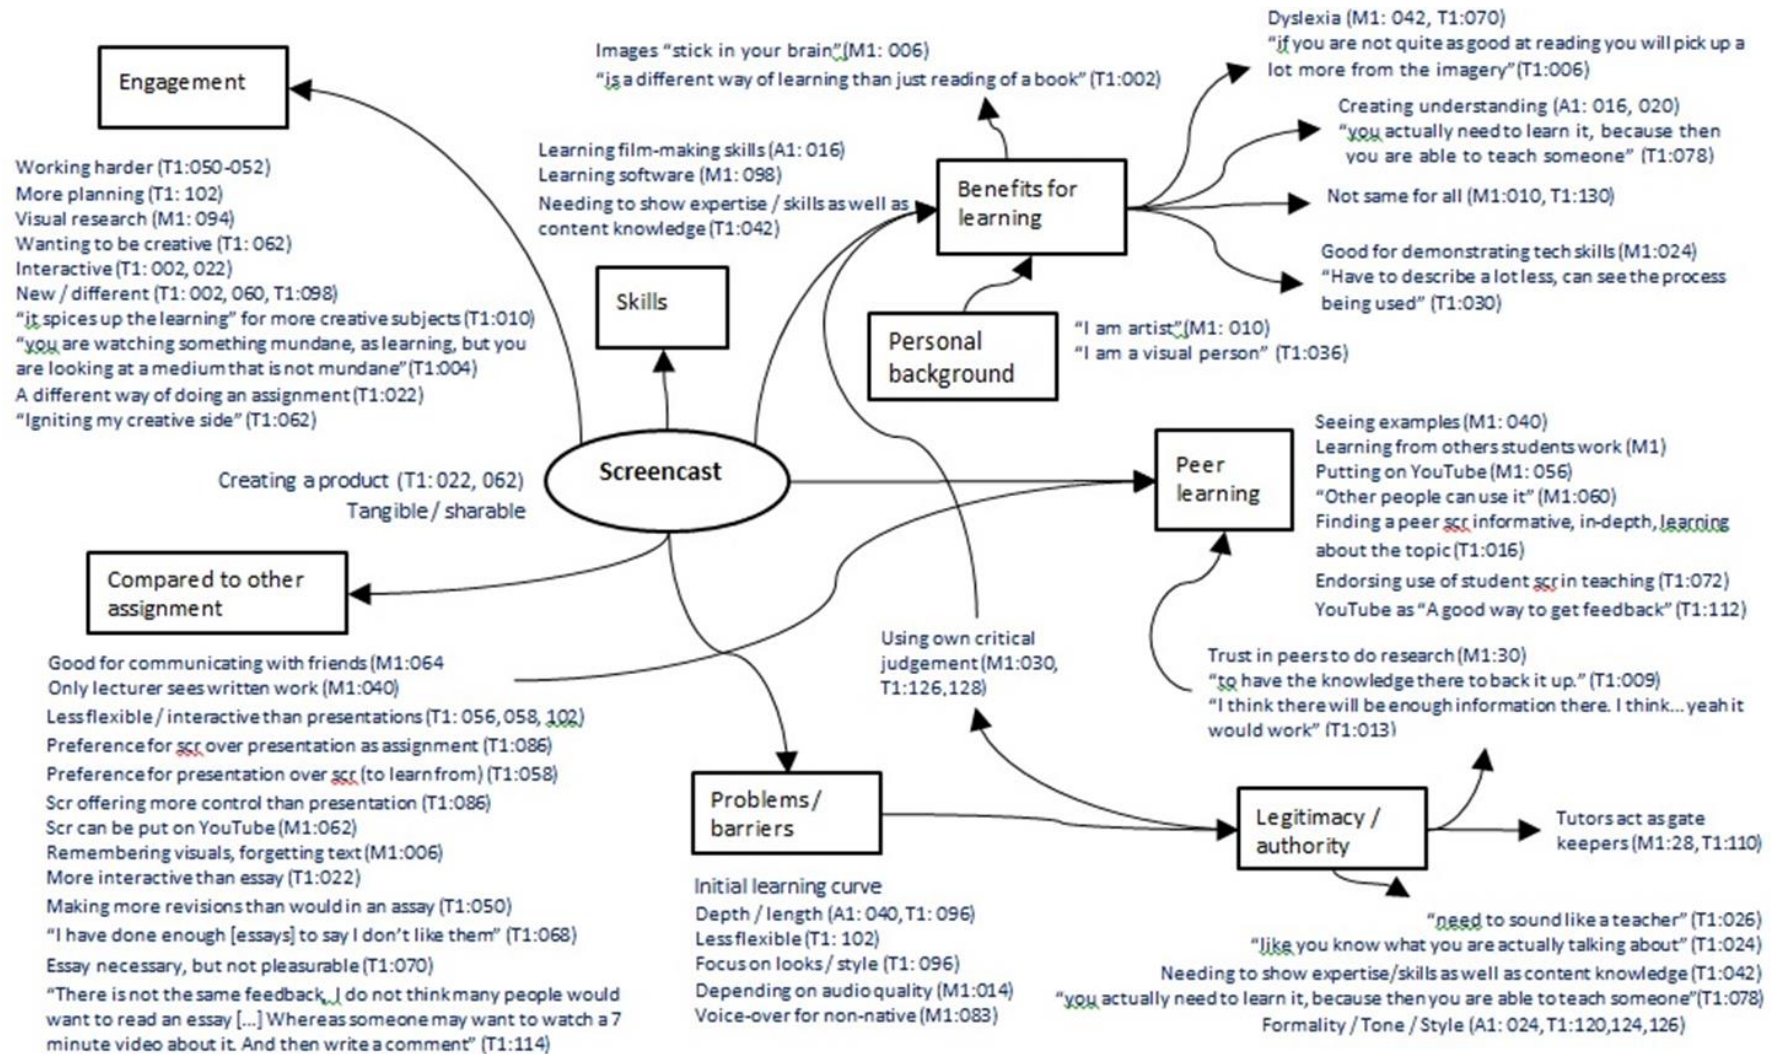 Engagement
Working harder (T1:050-052)
More planning (T1: 102)
Visual research (M1: 094)
Wanting to be creative (T1: 062)
Interactive (T1: 002, 022)
New / different (T1: 002, 060, T1:098)
“it spices up the learning” for more creative subjects (T1:010)
“you are watching something mundane, as learning, but you
are looking at a medium that is not mundane” (T1:004)
A different way of doing an assignment (T1:022)
“Igniting my creative side” (T1:062)
Images “stick in your brain”,(M1: 006)
“is a different way of learning than just reading of a book” (T1:002)
Learning film-making skills (A1: 016)
Learning software (M1: 098)
Needing to show expertise / skills as well as
content knowledge (T1:042)
Skills
Benefits for
learning
Personal
background
“I am artist”,(M1: 010)
“I am a visual person” (T1:036)
Dyslexia (M1: 042, T1:070)
“if you are not quite as good at reading you will pick up a
lot more from the imagery” (T1:006)
Creating understanding (A1: 016, 020)
“you actually need to learn it, because then
you are able to teach someone” (T1:078)
Not same for all (M1:010, T1:130)
Good for demonstrating tech skills (M1:024)
“Have to describe a lot less, can see the process
being used” (T1:030)
Screencast
Creating a product (T1: 022, 062)
Tangible / sharable
Peer
learning
Seeing examples (M1: 040)
Learning from others students work (M1)
Putting on YouTube (M1: 056)
“Other people can use it” (M1:060)
Finding a peer scr informative, in-depth, learning
about the topic (T1:016)
Endorsing use of student scr in teaching (T1:072)
YouTube as “A good way to get feedback” (T1:112)
Compared to other
assignment
Good for communicating with friends (M1:064
Only lecturer sees written work (M1:040)
Less flexible / interactive than presentations (T1: 056, 058, 102)
Preference for scr over presentation as assignment (T1:086)
Preference for presentation over scr (to learn from) (T1:058)
Scr offering more control than presentation (T1:086)
Scr can be put on YouTube (M1:062)
Remembering visuals, forgetting text (M1:006)
More interactive than essay (T1:022)
Making more revisions than would in an assay (T1:050)
“I have done enough [essays] to say I don’t like them” (T1:068)
Essay necessary, but not pleasurable (T1:070)
“There is not the same feedback, I do not think many people would
want to read an essay [...] Whereas someone may want to watch a 7
minute video about it. And then write a comment” (T1:114)
Using own critical
judgement (M1:030,
T1:126,128)
Trust in peers to do research (M1:30)
“to have the knowledge there to back it up.” (T1:009)
“I think there will be enough information there. I think... yeah it
would work” (T1:013)
Problems /
barriers
Initial learning curve
Depth / length (A1: 040, T1: 096)
Less flexible (T1: 102)
Focus on looks / style (T1: 096)
Depending on audio quality (M1:014)
Voice-over for non-native (M1:083)
Legitimacy /
authority
Tutors act as gate
keepers (M1:28, T1:110)
“need to sound like a teacher” (T1:026)
“like you know what you are actually talking about” (T1:024)
Needing to show expertise/skills as well as content knowledge (T1:042)
“you actually need to learn it, because then you are able to teach someone” (T1:078)
Formality / Tone / Style (A1: 024, T1:120,124,126)